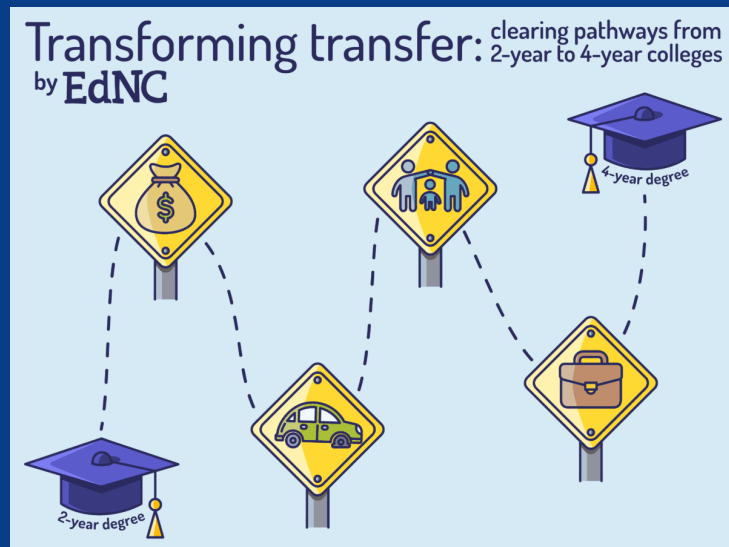 Transforming transfer: clearing pathways from
2-year to 4-year colleges
by EdNC
$
4-year degree
2-year degree